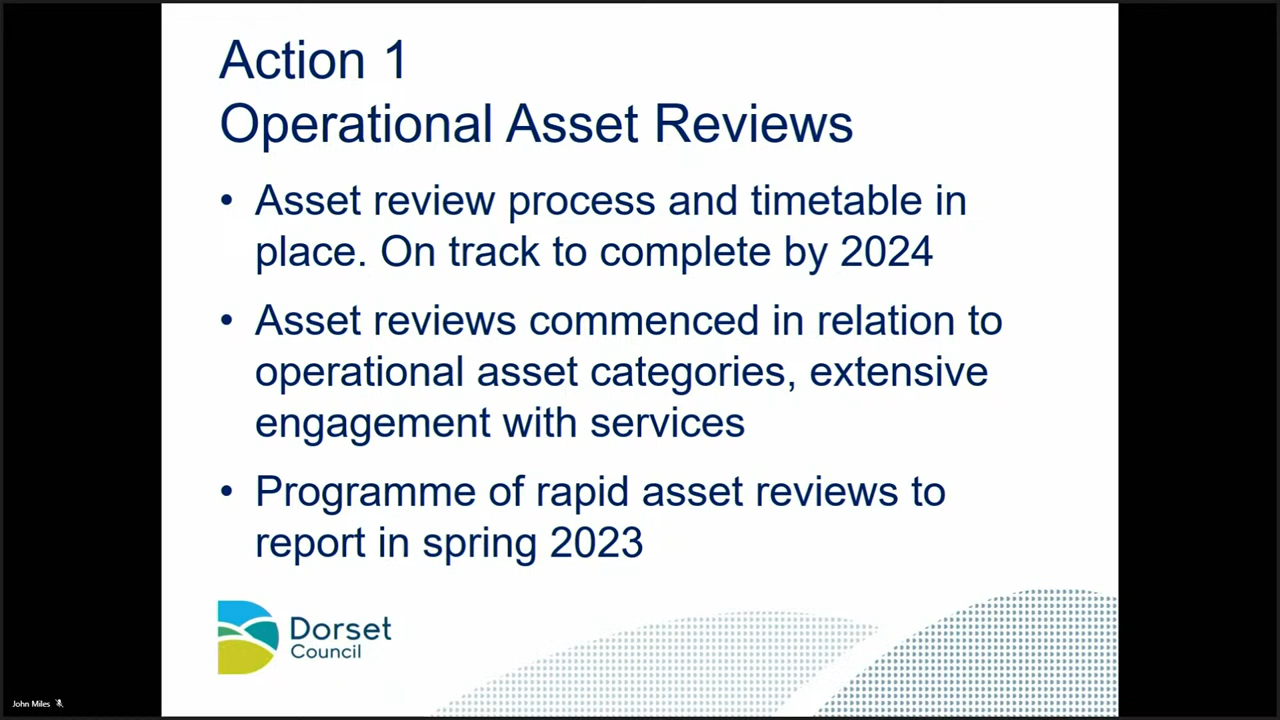 Action 1
Operational Asset Reviews
• Asset review process and timetable in
place. On track to complete by 2024
• Asset reviews commenced in relation to
operational asset categories, extensive
engagement with services
• Programme of rapid asset reviews to
report in spring 2023
Dorset
Council
John Miles